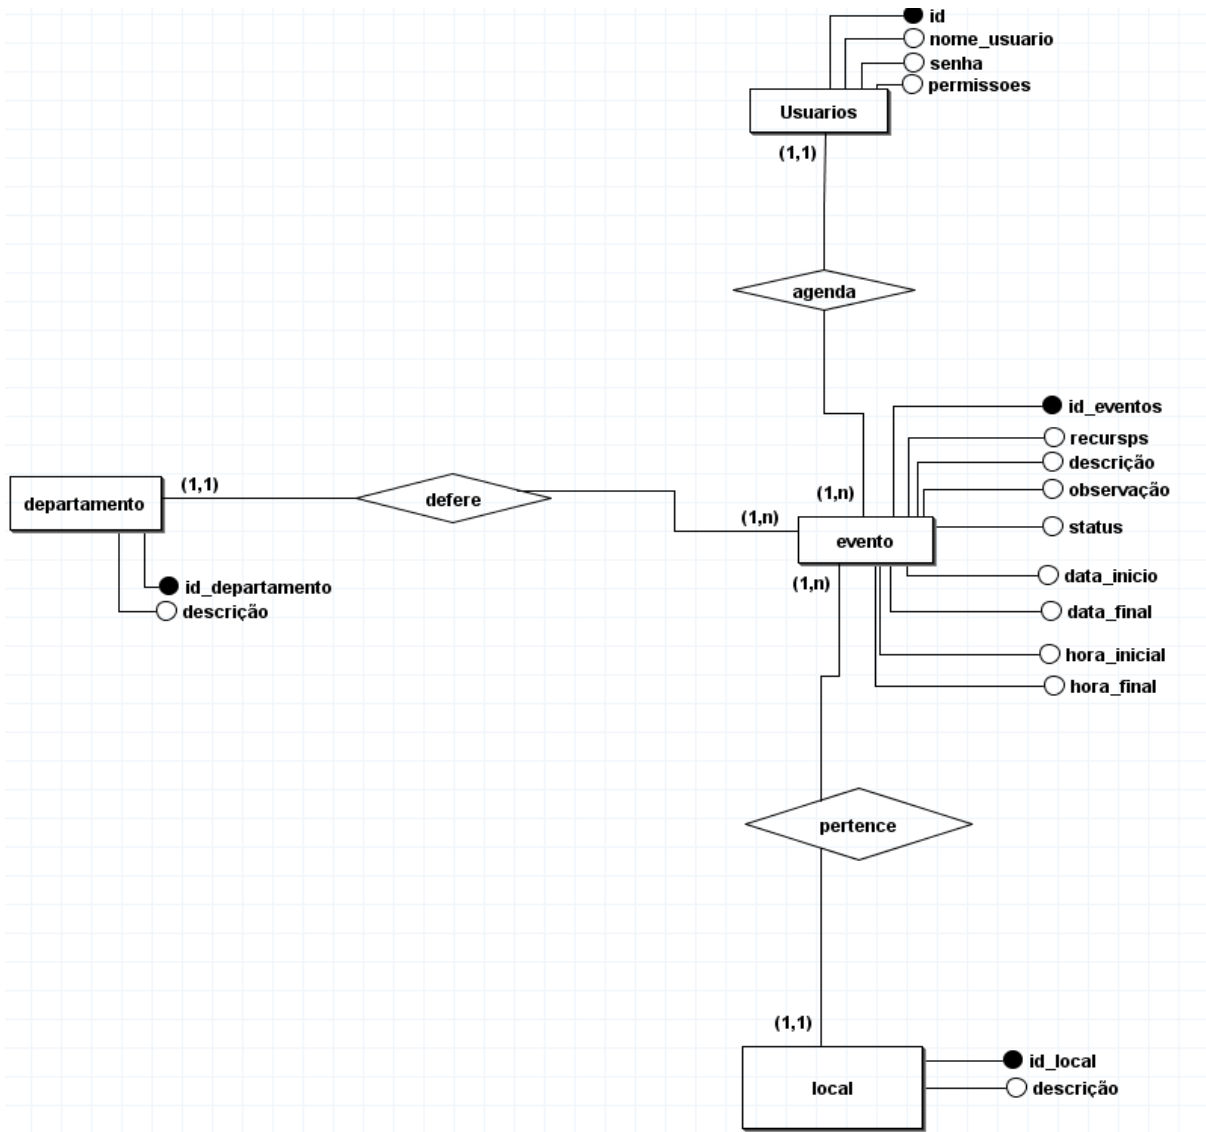 id
nome_usuario
senha
permissoes
Usuarios
(1,1)
agenda
id_eventos
recursps
descrição
observação
status
data_inicio
data_final
hora_inicial
hora_final
(1,n)
evento
(1,n)
(1,n)
defere
(1,1)
departamento
id_departamento
descrição
pertence
(1,1)
local
id_local
descrição